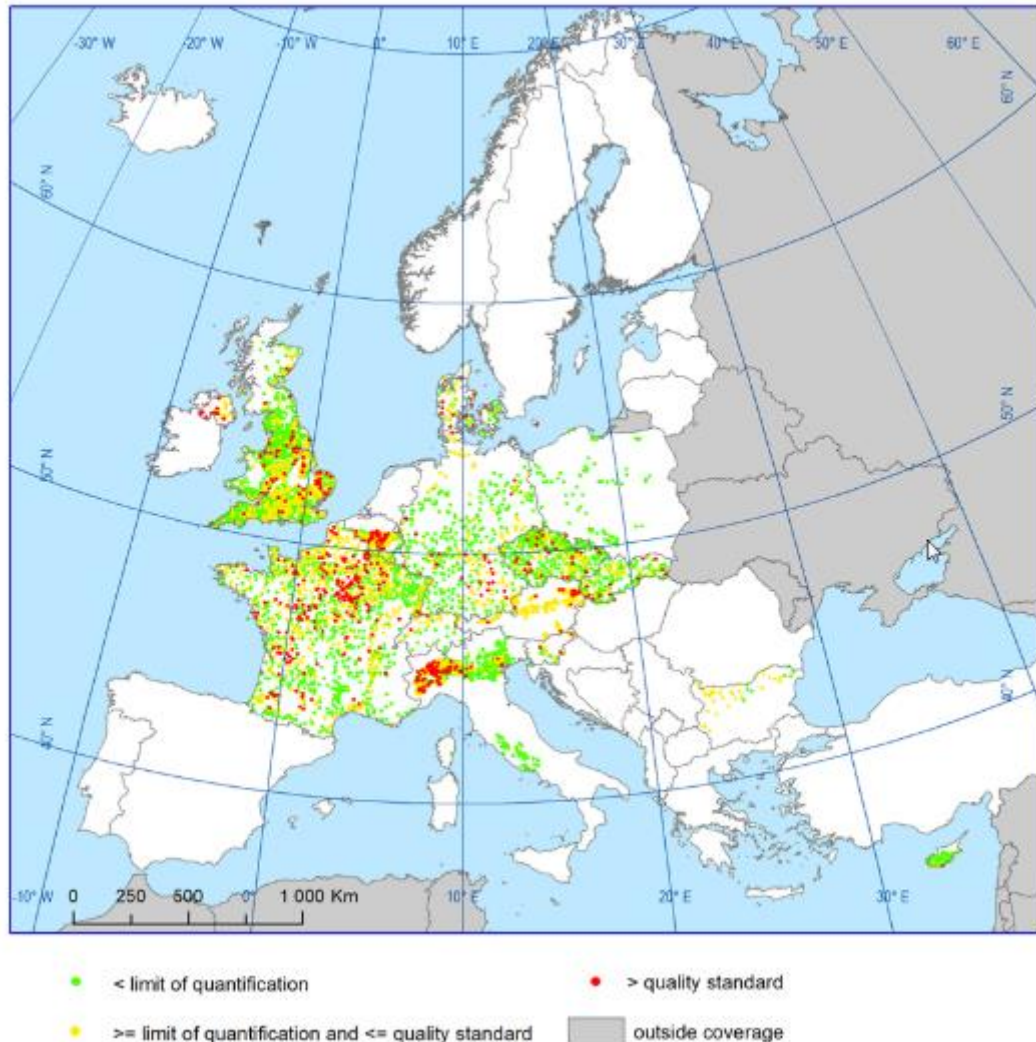 -30° W -20° W -10° W 0° 10° E 20° E 30° E 40° E 50° E 60° E
60° N
60° N
50° N
50° N
40° N
40° N
-10° W 0 250 500 1 000 Km 10° E 20° E 30° E
< limit of quantification
> quality standard
>= limit of quantification and <= quality standard
outside coverage